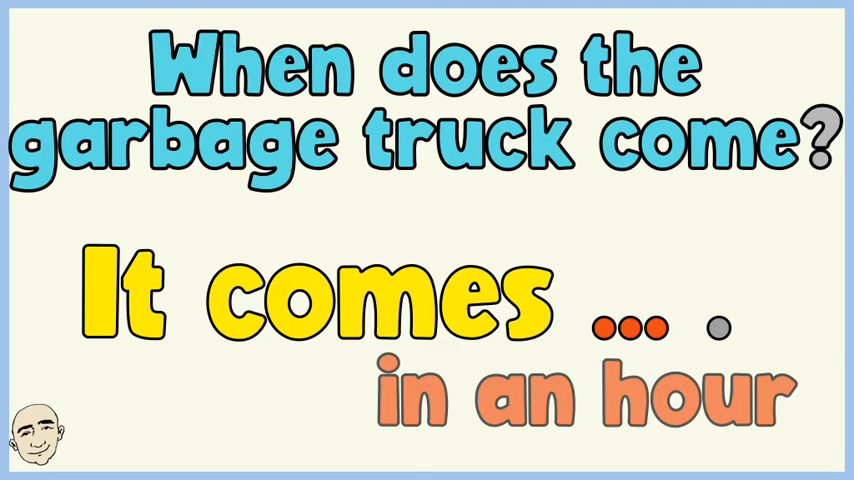 When does the
garbage truck come?
It comes ... .
in an hour